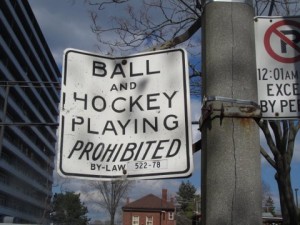 BALL
AND
HOCKEY
PLAYING
PROHIBITED
BY-LAW 522-78
P
12:01AM
EXCE
BY PE